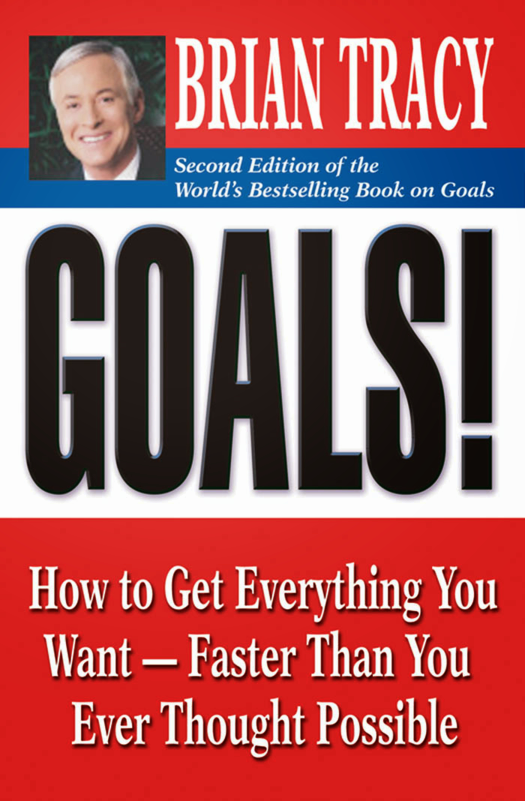 BRIAN TRACY
Second Edition of the
World's Bestselling Book on Goals
GOALS!
How to Get Everything You
Want — Faster Than You
Ever Thought Possible